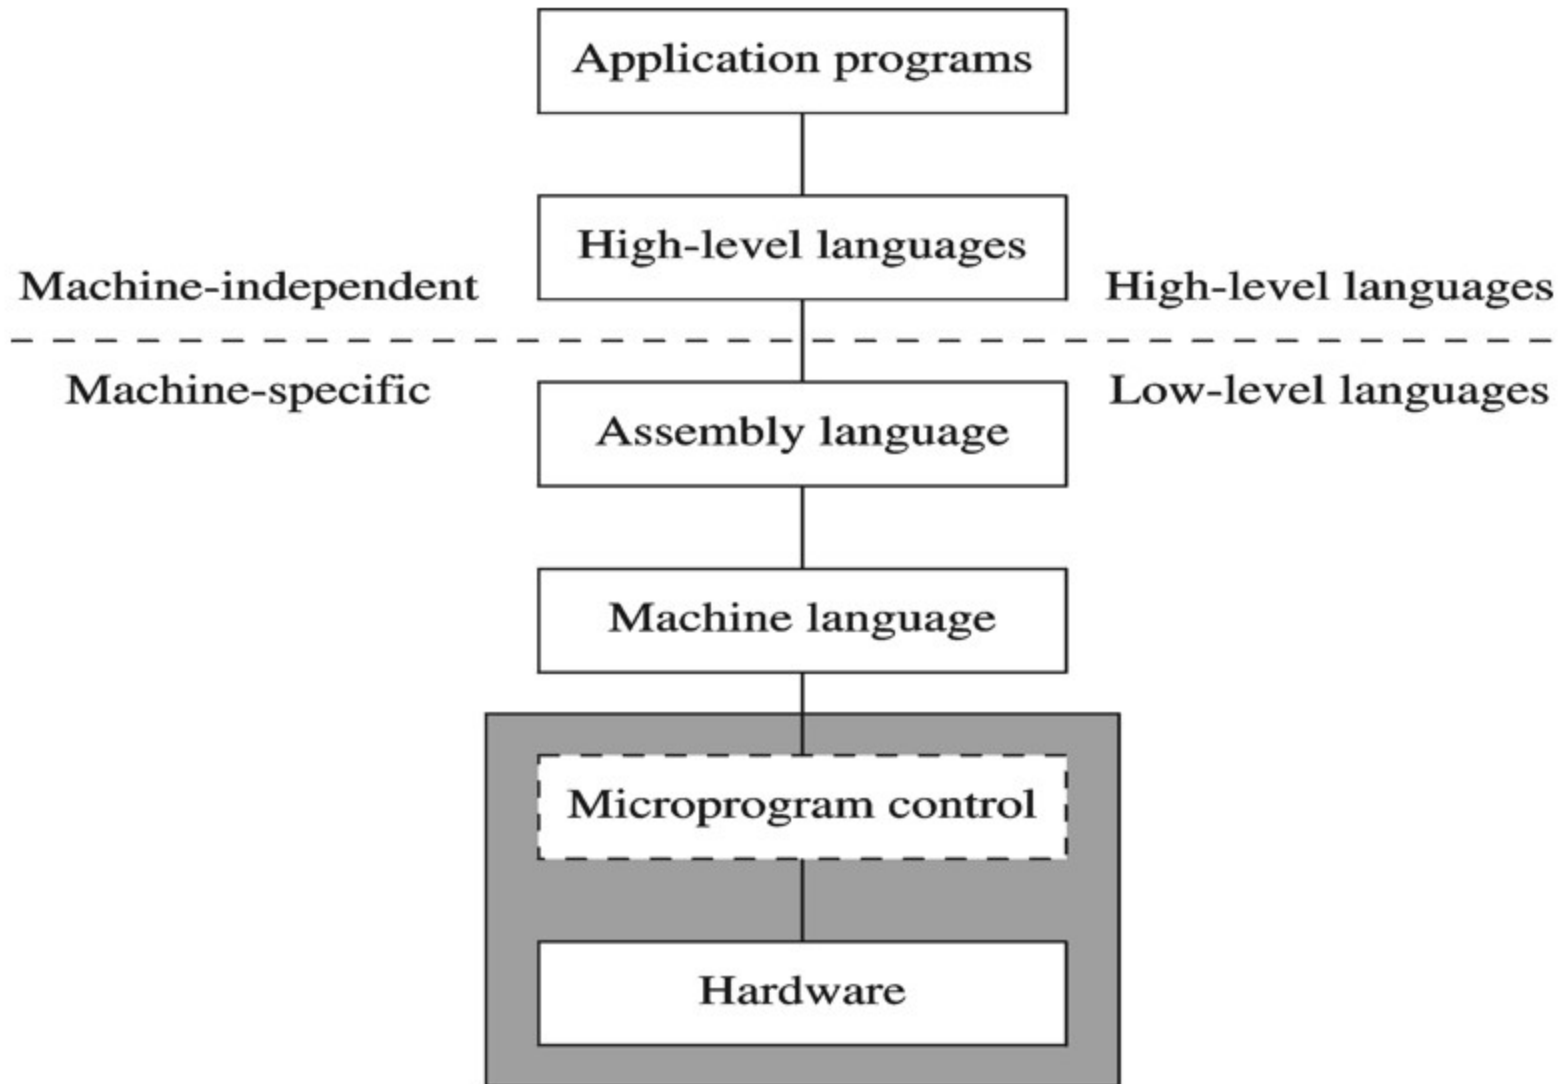 Application programs
High-level languages
Machine-independent
High-level languages
Machine-specific
Low-level languages
Assembly language
Machine language
Microprogram control
Hardware